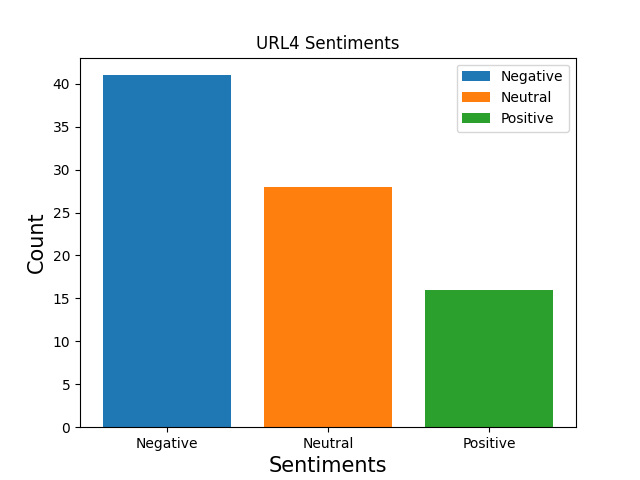 URL4 Sentiments
Negative
Neutral
Positive
Count
40
35
30
25
20
15
10
5
0
Negative Neutral Positive
Sentiments